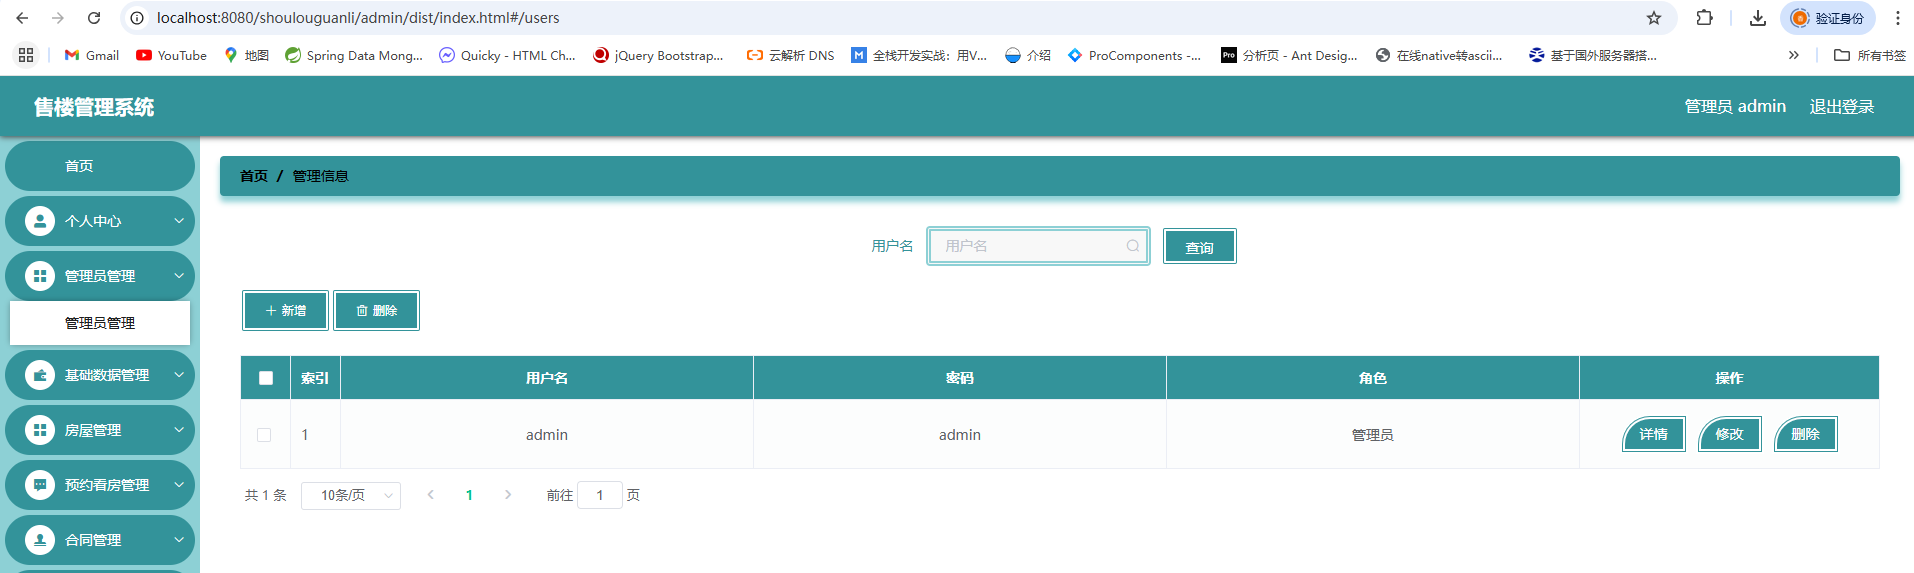 localhost:8080/shoulouguanli/admin/dist/index.html#/users
验证身份
Gmail YouTube 地图 Spring Data Mong... Quicky - HTML Ch... jQuery Bootstrap... 云解析 DNS 全栈开发实战：用V... 介绍 ProComponents -... Pro 分析页 - Ant Desig... 在线native转ascii... 基于国外服务器搭... » 所有书签
售楼管理系统
管理员 admin 退出登录
首页
个人中心
管理员管理
管理员管理
基础数据管理
房屋管理
预约看房管理
合同管理
首页 / 管理信息
用户名 用户名 查询
新增 删除
索引 用户名 密码 角色 操作
1 admin admin 管理员 详情 修改 删除
共 1 条 10条/页 1 前往 1 页